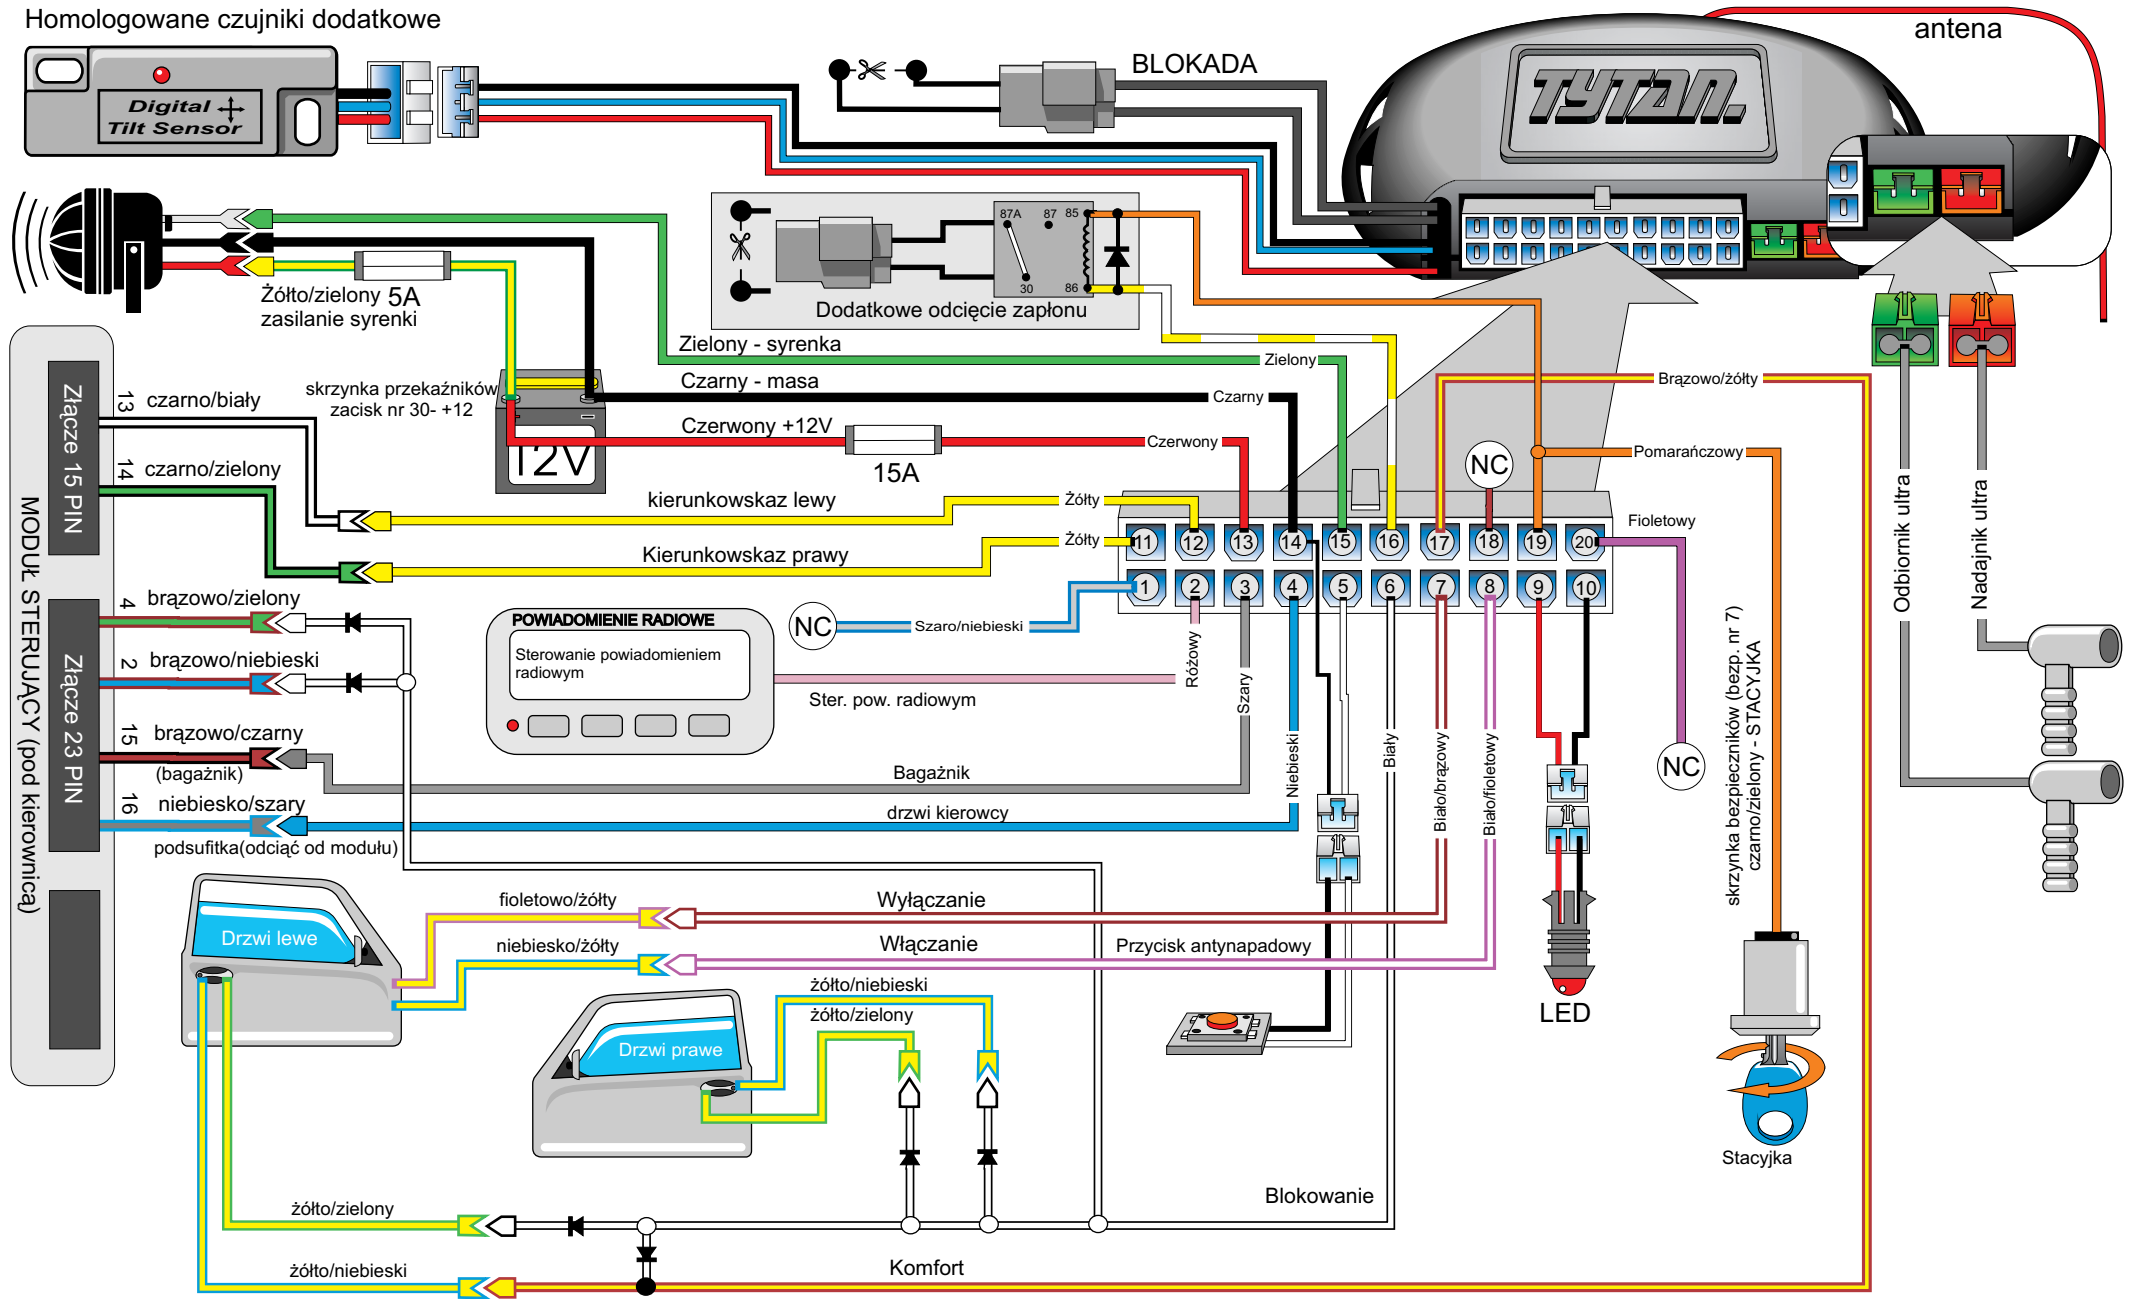 Homologowane czujniki dodatkowe
antena
BLOKADA
TYTAN.
Digital
Tilt Sensor
87A
87
85
30
86
Dodatkowe odcięcie zapłonu
Żółto/zielony 5A
zasilanie syrenki
Zielony - syrenka
Zielony
skrzynka przekaźników
zacisk nr 30- +12
Czarny - masa
Czarny
Brązowo/żółty
12V
Czerwony +12V
Czerwony
15A
NC
Pomarańczowy
MODUŁ STERUJĄCY (pod kierownicą)
Złącze 15 PIN
13
czarno/biały
14
czarno/zielony
kierunkowskaz lewy
Żółty
Kierunkowskaz prawy
Żółty
Fioletowy
11
12
13
14
15
16
17
18
19
20
1
2
3
4
5
6
7
8
9
10
Odbiornik ultra
Nadajnik ultra
Złącze 23 PIN
4
brązowo/zielony
2
brązowo/niebieski
15
brązowo/czarny
(bagażnik)
16
niebiesko/szary
podsufitka(odciąć od modułu)
POWIADOMIENIE RADIOWE
Sterowanie powiadomieniem
radiowym
NC
Szaro/niebieski
Ster. pow. radiowym
Różowy
Szary
Niebieski
Biały
Biało/brązowy
Biało/fioletowy
NC
skrzynka bezpieczników (bezp. nr 7)
czarno/zielony - STACYJKA
Bagażnik
drzwi kierowcy
Drzwi lewe
fioletowo/żółty
Wyłączanie
niebiesko/żółty
Włączanie
Przycisk antynapadowy
żółto/niebieski
żółto/zielony
Drzwi prawe
LED
Stacyjka
Blokowanie
żółto/zielony
żółto/niebieski
Komfort